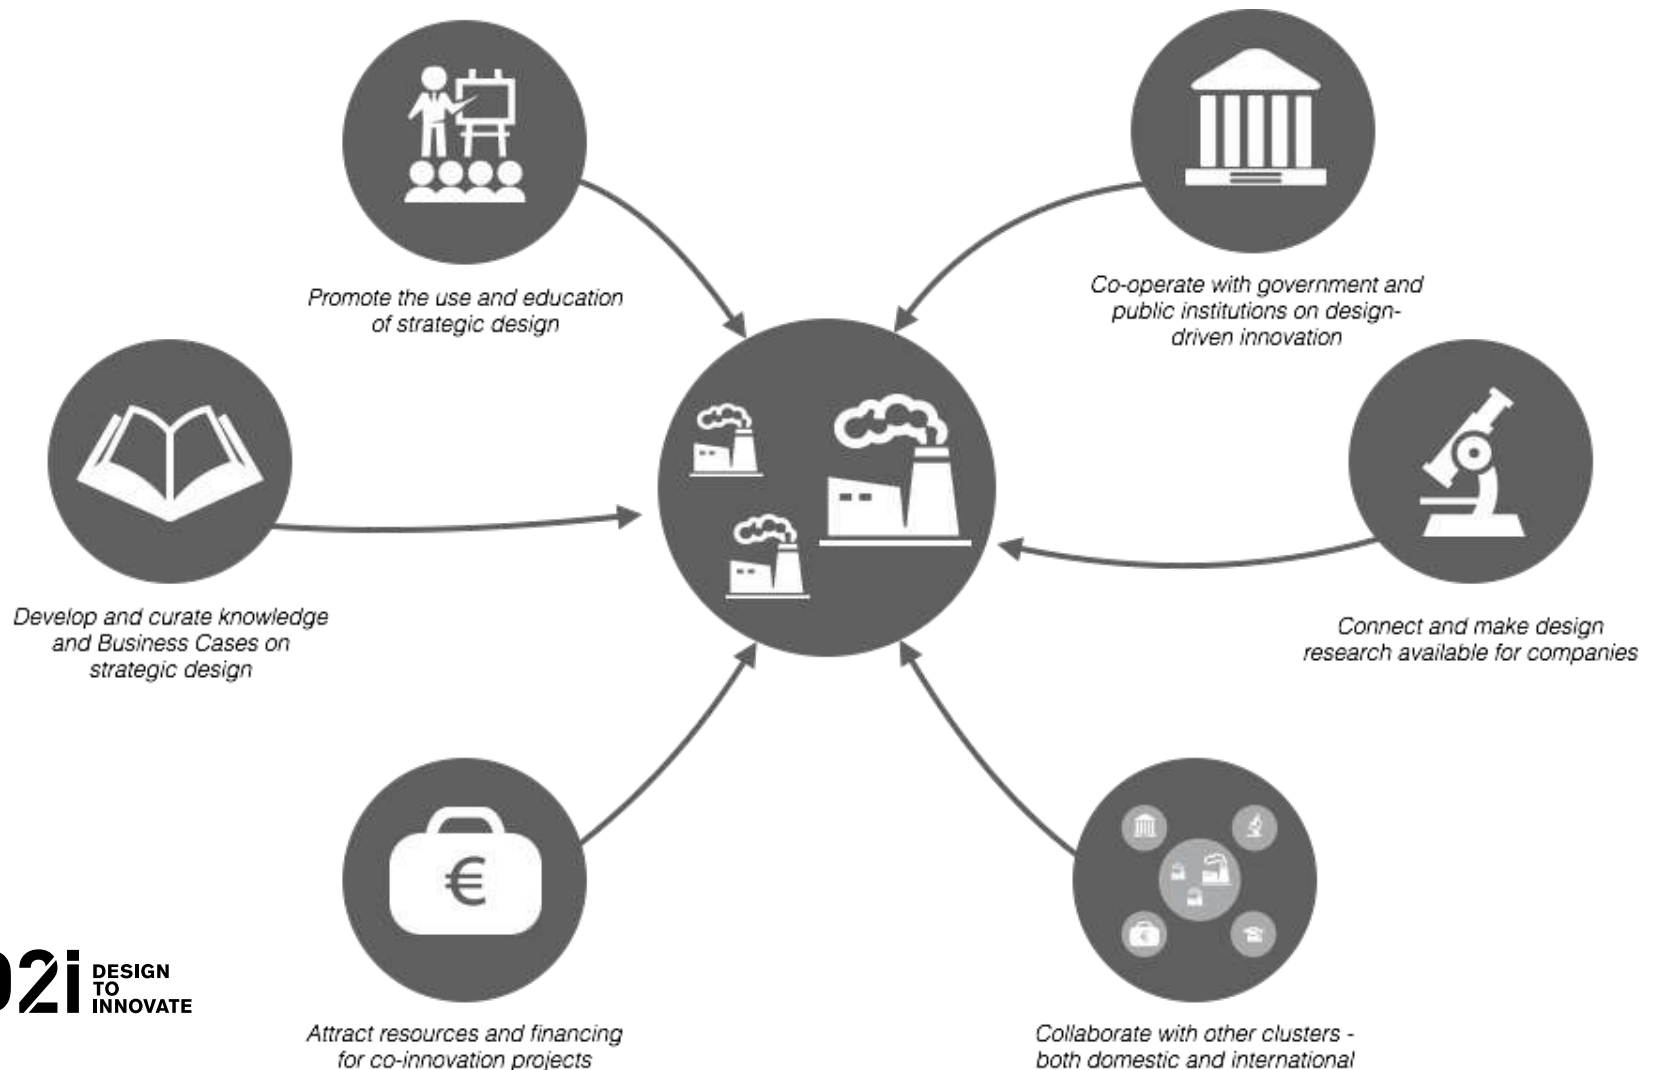 Promote the use and education
of strategic design
Co-operate with government and
public institutions on design-
driven innovation
Develop and curate knowledge
and Business Cases on
strategic design
Connect and make design
research available for companies
€
D2i DESIGN
TO
INNOVATE
Attract resources and financing
for co-innovation projects
Collaborate with other clusters -
both domestic and international